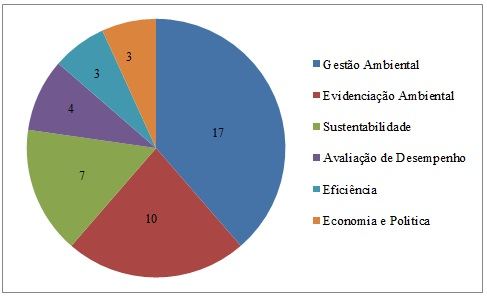 17
10
7
4
3
3
Gestão Ambiental
Evidenciação Ambiental
Sustentabilidade
Avaliação de Desempenho
Eficiência
Economia e Politica